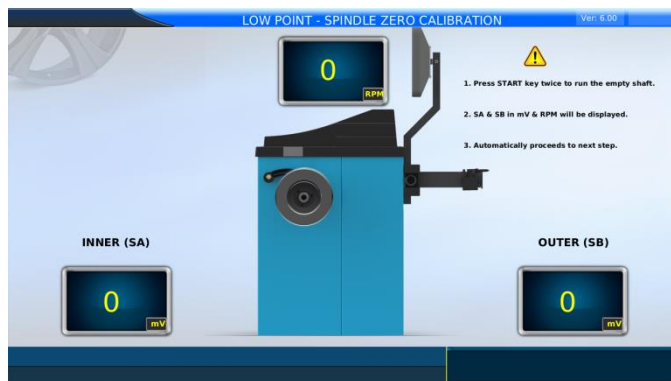 LOW POINT - SPINDLE ZERO CALIBRATION
Ver: 6.00
0
RPM
1. Press START key twice to run the empty shaft.
2. SA & SB in mV & RPM will be displayed.
3. Automatically proceeds to next step.
INNER (SA)
OUTER (SB)
0
mV
0
mV